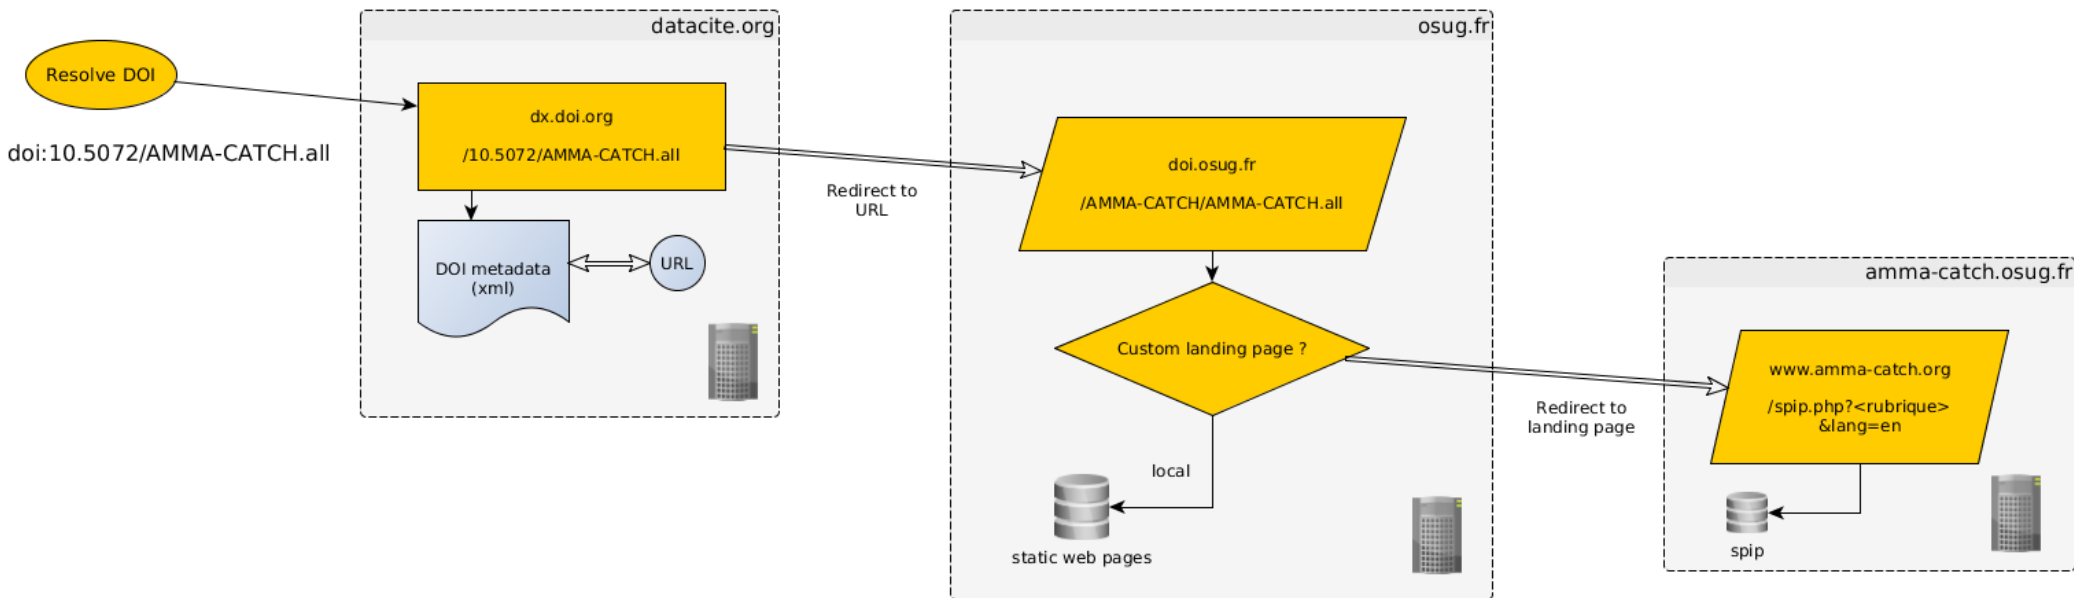 Resolve DOI
doi:10.5072/AMMA-CATCH.all
datacite.org
dx.doi.org
/10.5072/AMMA-CATCH.all
DOI metadata
(xml)
URL
Redirect to
URL
osug.fr
doi.osug.fr
/AMMA-CATCH/AMMA-CATCH.all
Custom landing page ?
local
static web pages
Redirect to
landing page
amma-catch.osug.fr
www.amma-catch.org
/spip.php?<rubrique>
&lang=en
spip